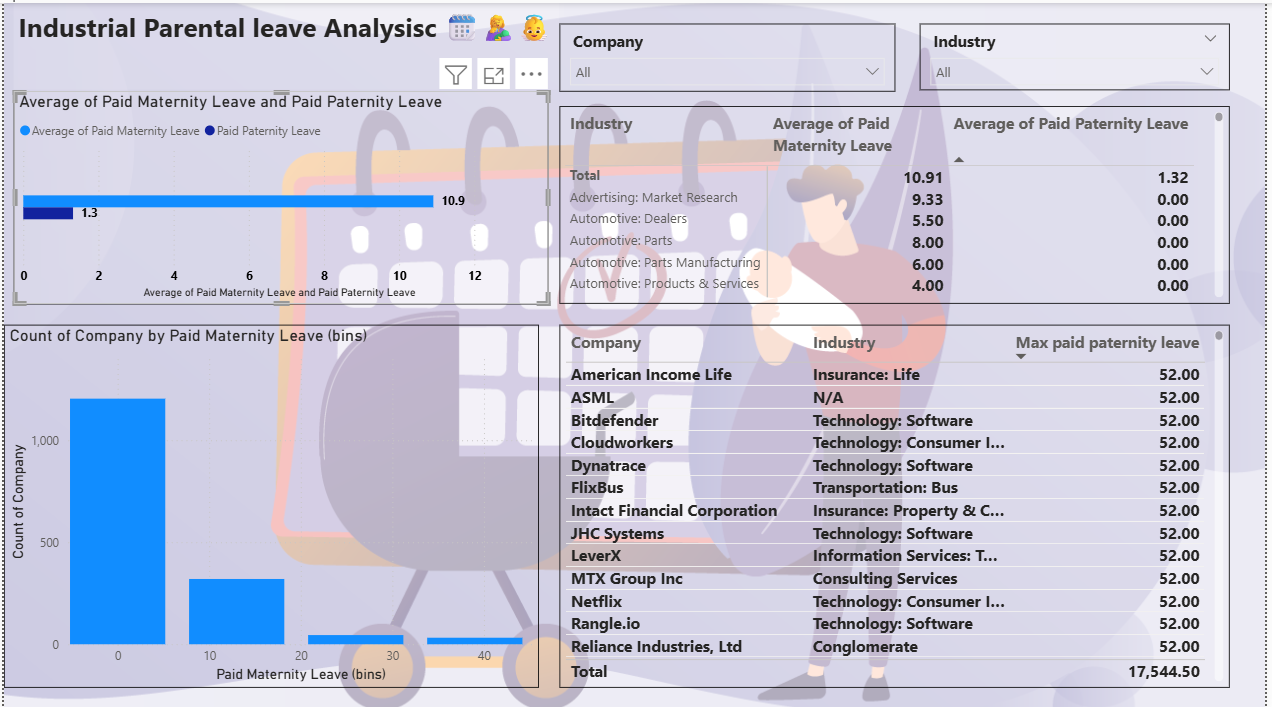 Industrial Parental leave Analysisc
Company
All
Industry
All
Average of Paid Maternity Leave and Paid Paternity Leave
Average of Paid Maternity Leave Paid Paternity Leave
10.9
1.3
0 2 4 6 8 10 12
Average of Paid Maternity Leave and Paid Paternity Leave
Industry Average of Paid Maternity Leave Average of Paid Paternity Leave
Total 10.91 1.32
Advertising: Market Research 9.33 0.00
Automotive: Dealers 5.50 0.00
Automotive: Parts 8.00 0.00
Automotive: Parts Manufacturing 6.00 0.00
Automotive: Products & Services 4.00 0.00
Count of Company by Paid Maternity Leave (bins)
Count of Company
1,000
500
0
0 10 20 30 40
Paid Maternity Leave (bins)
Company Industry Max paid paternity leave
American Income Life Insurance: Life 52.00
ASML N/A 52.00
Bitdefender Technology: Software 52.00
Cloudworkers Technology: Consumer I... 52.00
Dynatrace Technology: Software 52.00
FlixBus Transportation: Bus 52.00
Intact Financial Corporation Insurance: Property & C... 52.00
JHC Systems Technology: Software 52.00
LeverX Information Services: T... 52.00
MTX Group Inc Consulting Services 52.00
Netflix Technology: Consumer I... 52.00
Rangle.io Technology: Software 52.00
Reliance Industries, Ltd Conglomerate 52.00
Total 17,544.50